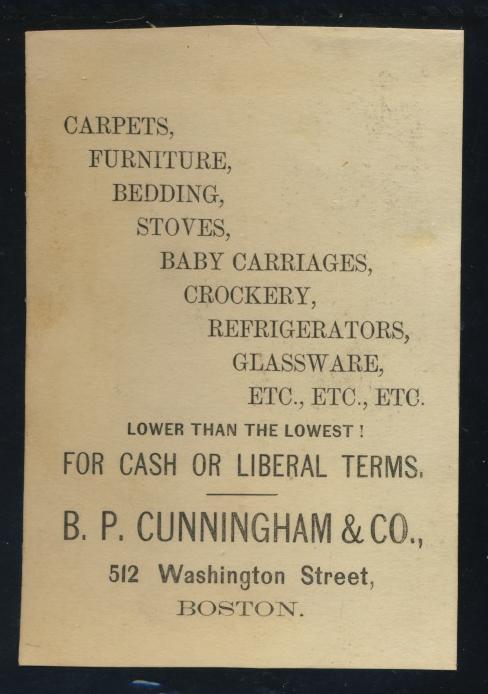 CARPETS,
FURNITURE,
BEDDING,
STOVES,
BABY CARRIAGES,
CROCKERY,
REFRIGERATORS,
GLASSWARE,
ETC., ETC., ETC.
LOWER THAN THE LOWEST!
FOR CASH OR LIBERAL TERMS.
B. P. CUNNINGHAM & CO.,
512 Washington Street,
BOSTON.